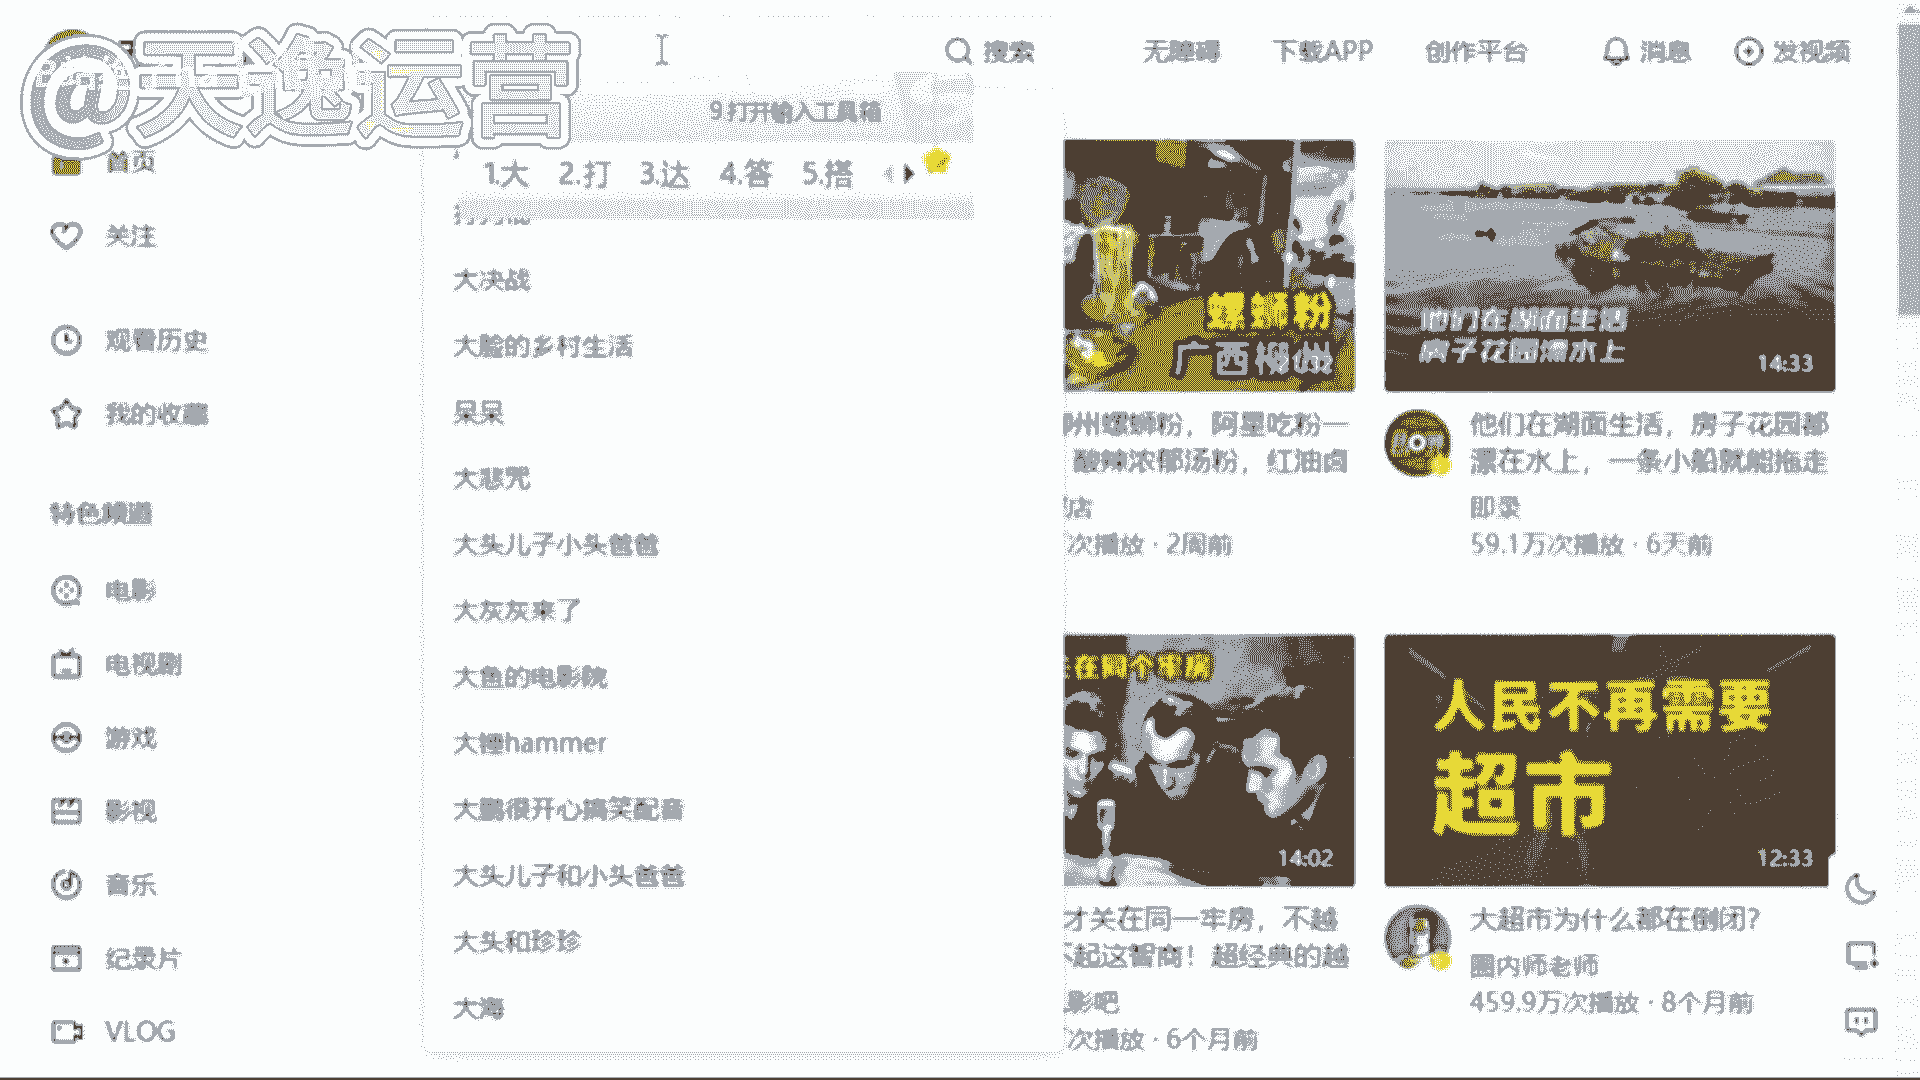 @天逸运营
搜索
无障碍
下载APP
创作平台
消息
发视频
9.打开输入工具箱
1.大 2.打 3.达 4.答 5.搭
首页
关注
观看历史
我的收藏
特色频道
电影
电视剧
游戏
影视
音乐
纪录片
VLOG
大决战
大脸的乡村生活
呆呆
大悲咒
大头儿子小头爸爸
大灰灰来了
大鱼的电影院
大锤hammer
大鹏很开心搞笑配音
大头儿子和小头爸爸
大头和珍珍
大海
螺蛳粉
广西柳州
州螺蛳粉，阿星吃粉一
酸辣浓郁汤粉，红油卤
店
次播放 · 2周前
他们在湖面生活
房子花园漂水上
14:33
他们在湖面生活，房子花园都
漂在水上，一条小船就能拖走
即录
59.1万次播放 · 6天前
在同个牢房
14:02
才关在同一牢房，不越
不起这智商！超经典的越
影吧
次播放 · 6个月前
人民不再需要
超市
12:33
大超市为什么都在倒闭？
圈内师老师
459.9万次播放 · 8个月前